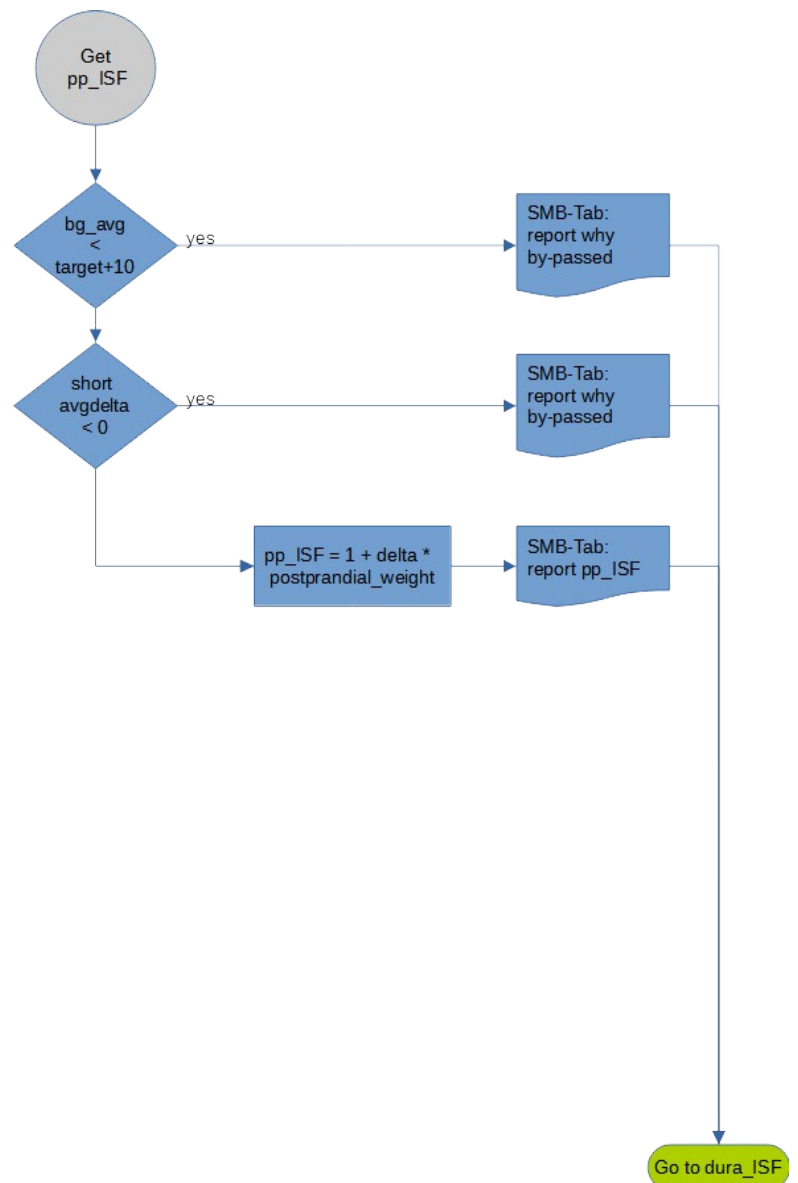 Get
pp_ISF
bg_avg
<
target+10
yes
SMB-Tab:
report why
by-passed
short
avgdelta
< 0
yes
SMB-Tab:
report why
by-passed
pp_ISF = 1 + delta *
postprandial_weight
SMB-Tab:
report pp_ISF
Go to dura_ISF